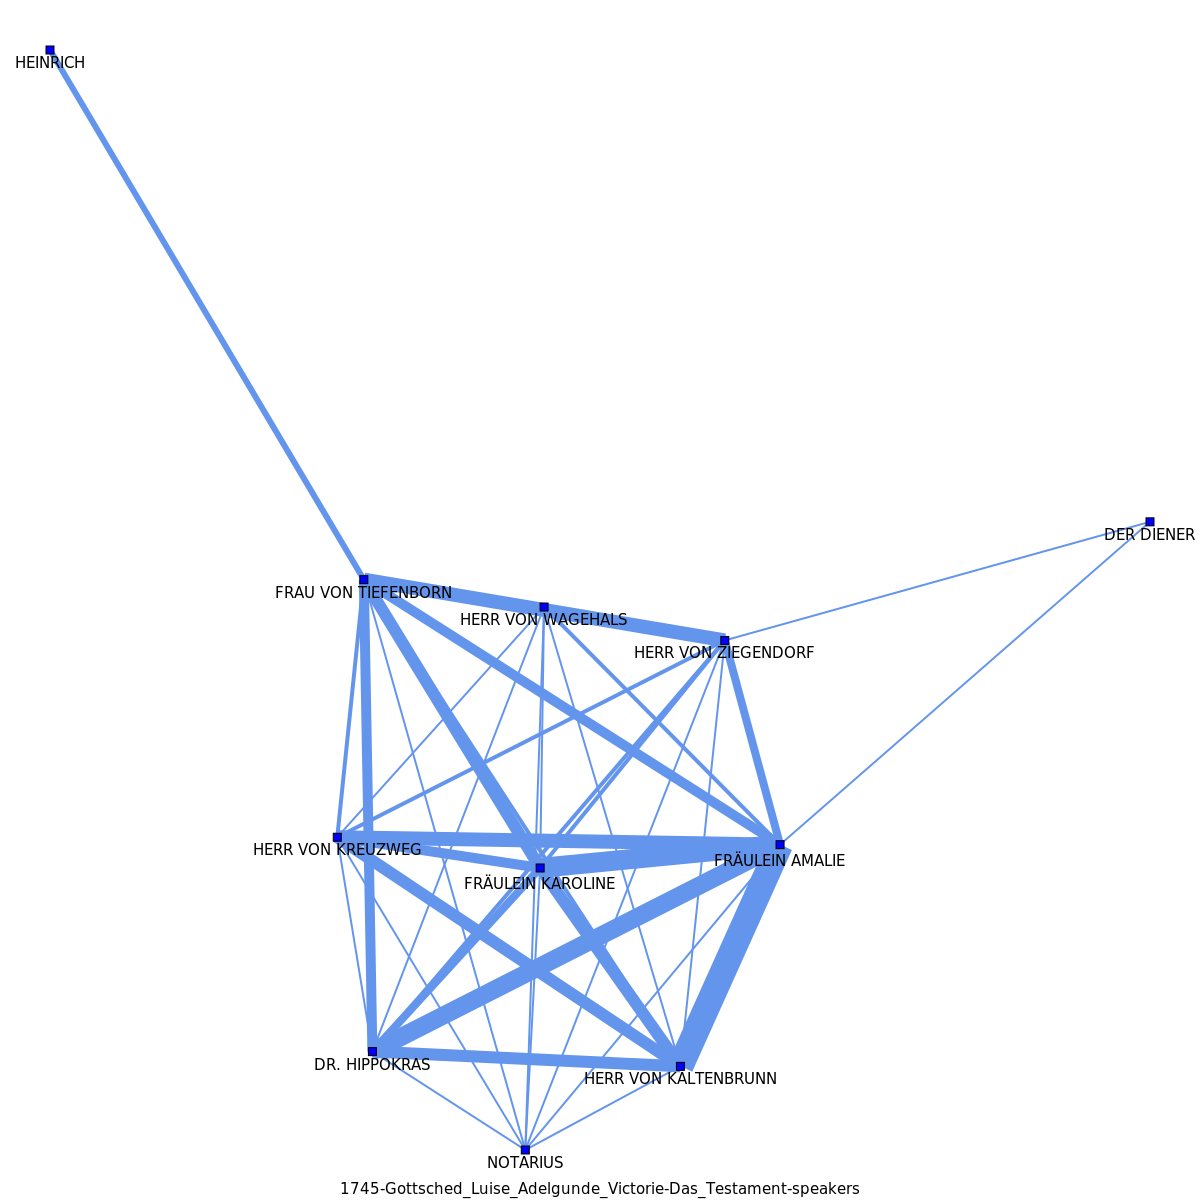 HEINRICH
DER DIENER
FRAU VON TIEFENBORN
HERR VON WAGEHALS
HERR VON ZIEGENDORF
HERR VON KREUZWEG
FRÄULEIN AMALIE
FRÄULEIN KAROLINE
DR. HIPPOKRAS
HERR VON KALTENBRUNN
NOTARIUS
1745-Gottsched_Luise_Adelgunde_Victorie-Das_Testament-speakers